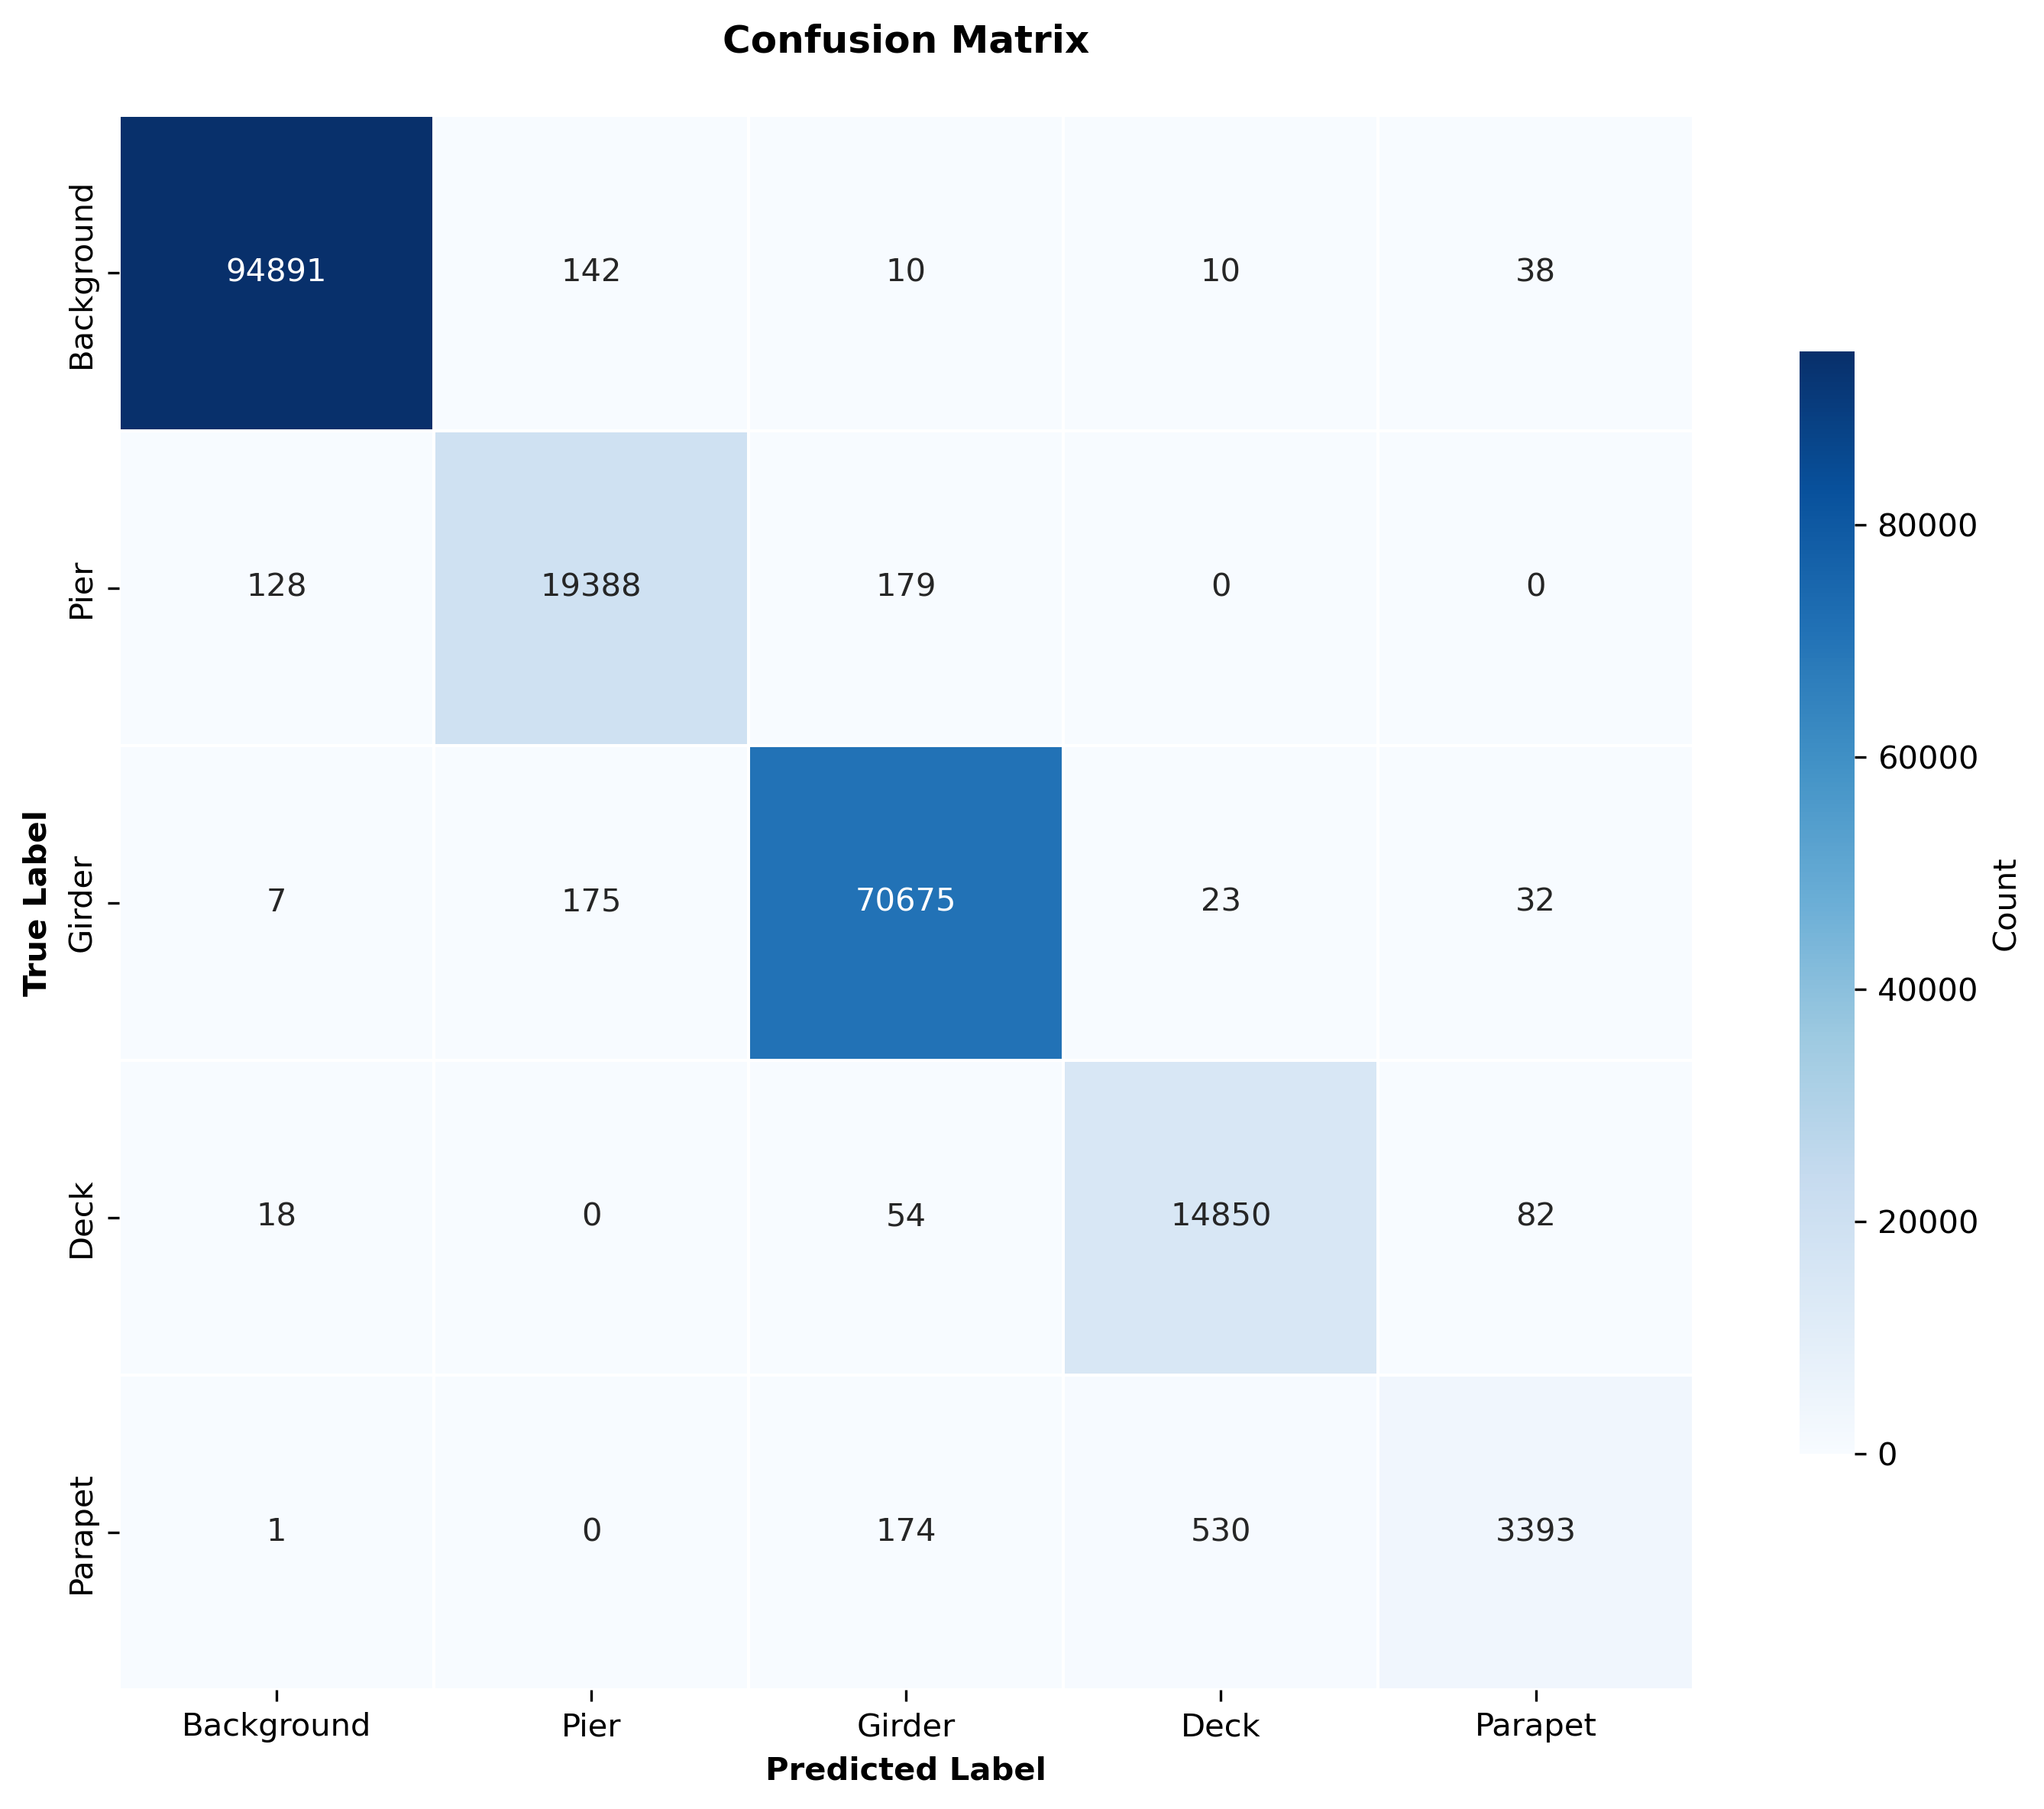 Confusion Matrix
True Label
Background
94891 142 10 10 38
Pier
128 19388 179 0 0
Girder
7 175 70675 23 32
Deck
18 0 54 14850 82
Parapet
1 0 174 530 3393
Background Pier Girder Deck Parapet
Predicted Label
80000
60000
40000
20000
0
Count